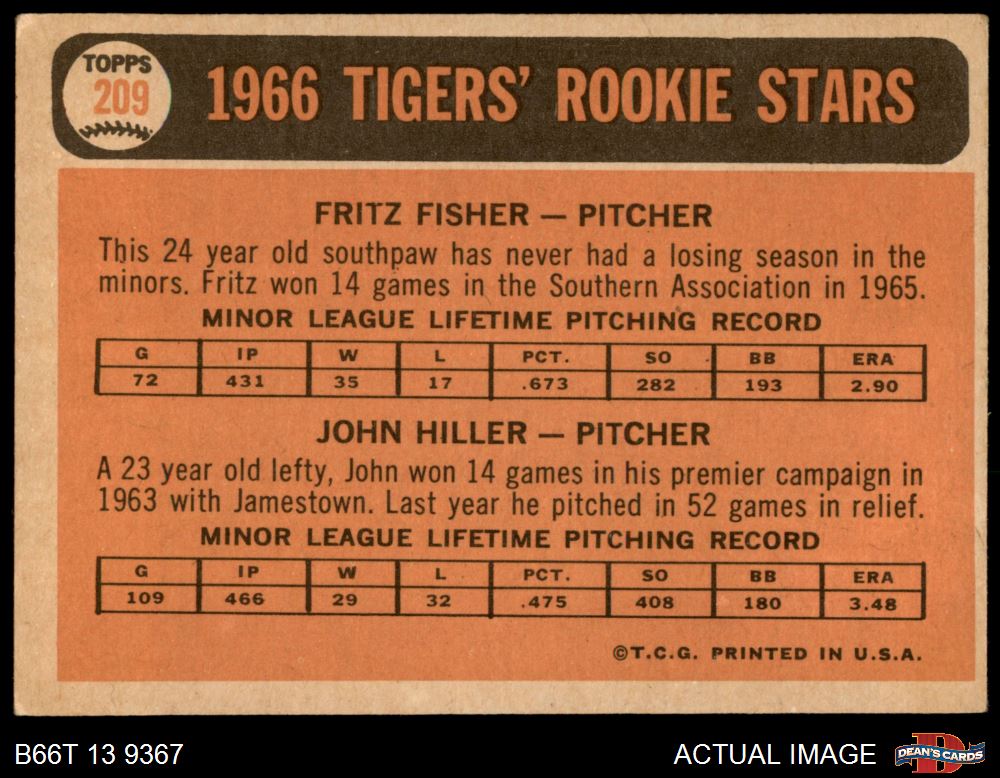 TOPPS
209
1966 TIGERS' ROOKIE STARS
FRITZ FISHER — PITCHER
This 24 year old southpaw has never had a losing season in the
minors. Fritz won 14 games in the Southern Association in 1965.
MINOR LEAGUE LIFETIME PITCHING RECORD
G IP W L PCT. SO BB ERA
72 431 35 17 .673 282 193 2.90
JOHN HILLER — PITCHER
A 23 year old lefty, John won 14 games in his premier campaign in
1963 with Jamestown. Last year he pitched in 52 games in relief.
MINOR LEAGUE LIFETIME PITCHING RECORD
G IP W L PCT. SO BB ERA
109 466 29 32 .475 408 180 3.48
©T.C.G. PRINTED IN U.S.A.
B66T 13 9367
ACTUAL IMAGE
D
DEAN'S CARDS